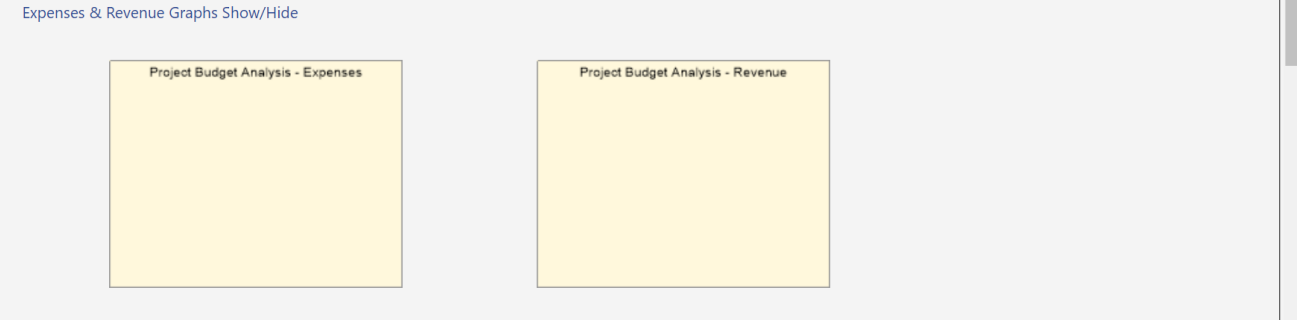 Expenses & Revenue Graphs Show/Hide
Project Budget Analysis - Expenses
Project Budget Analysis - Revenue